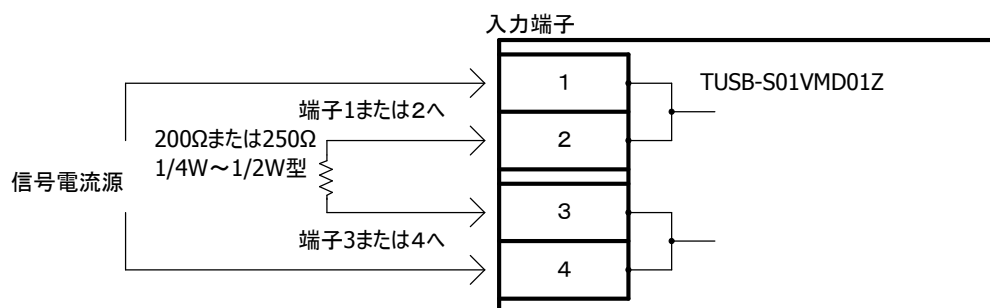 入力端子
1
TUSB-S01VMD01Z
端子1または2へ
200Ωまたは250Ω
1/4W～1/2W型
2
信号電流源
3
端子3または4へ
4